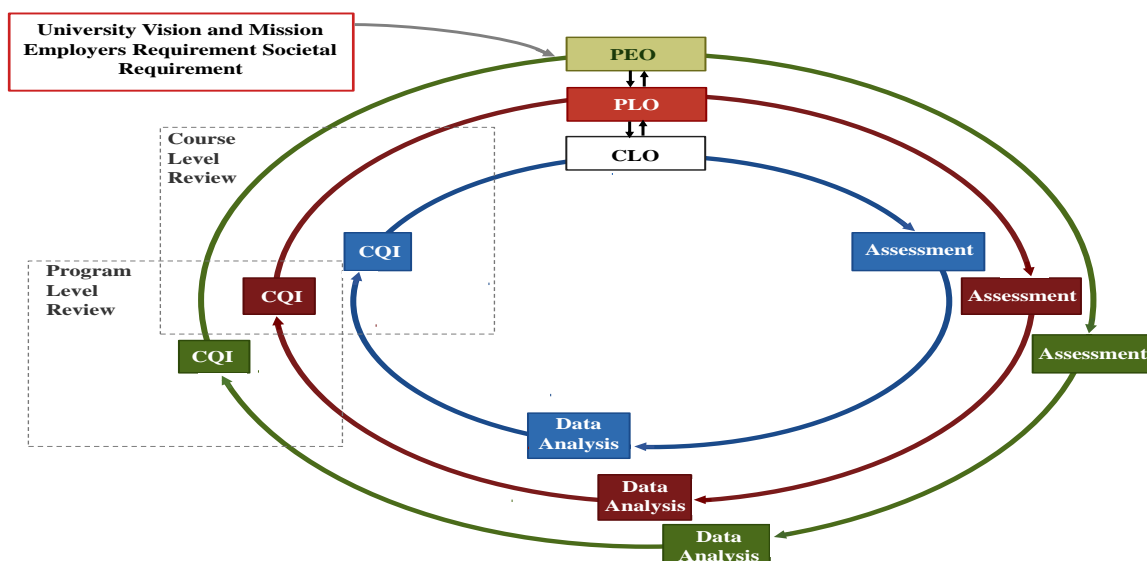 University Vision and Mission
Employers Requirement Societal
Requirement
PEO
PLO
CLO
Course
Level
Review
CQI
Assessment
Program
Level
Review
CQI
Assessment
CQI
Assessment
Data
Analysis
Data
Analysis
Data
Analysis